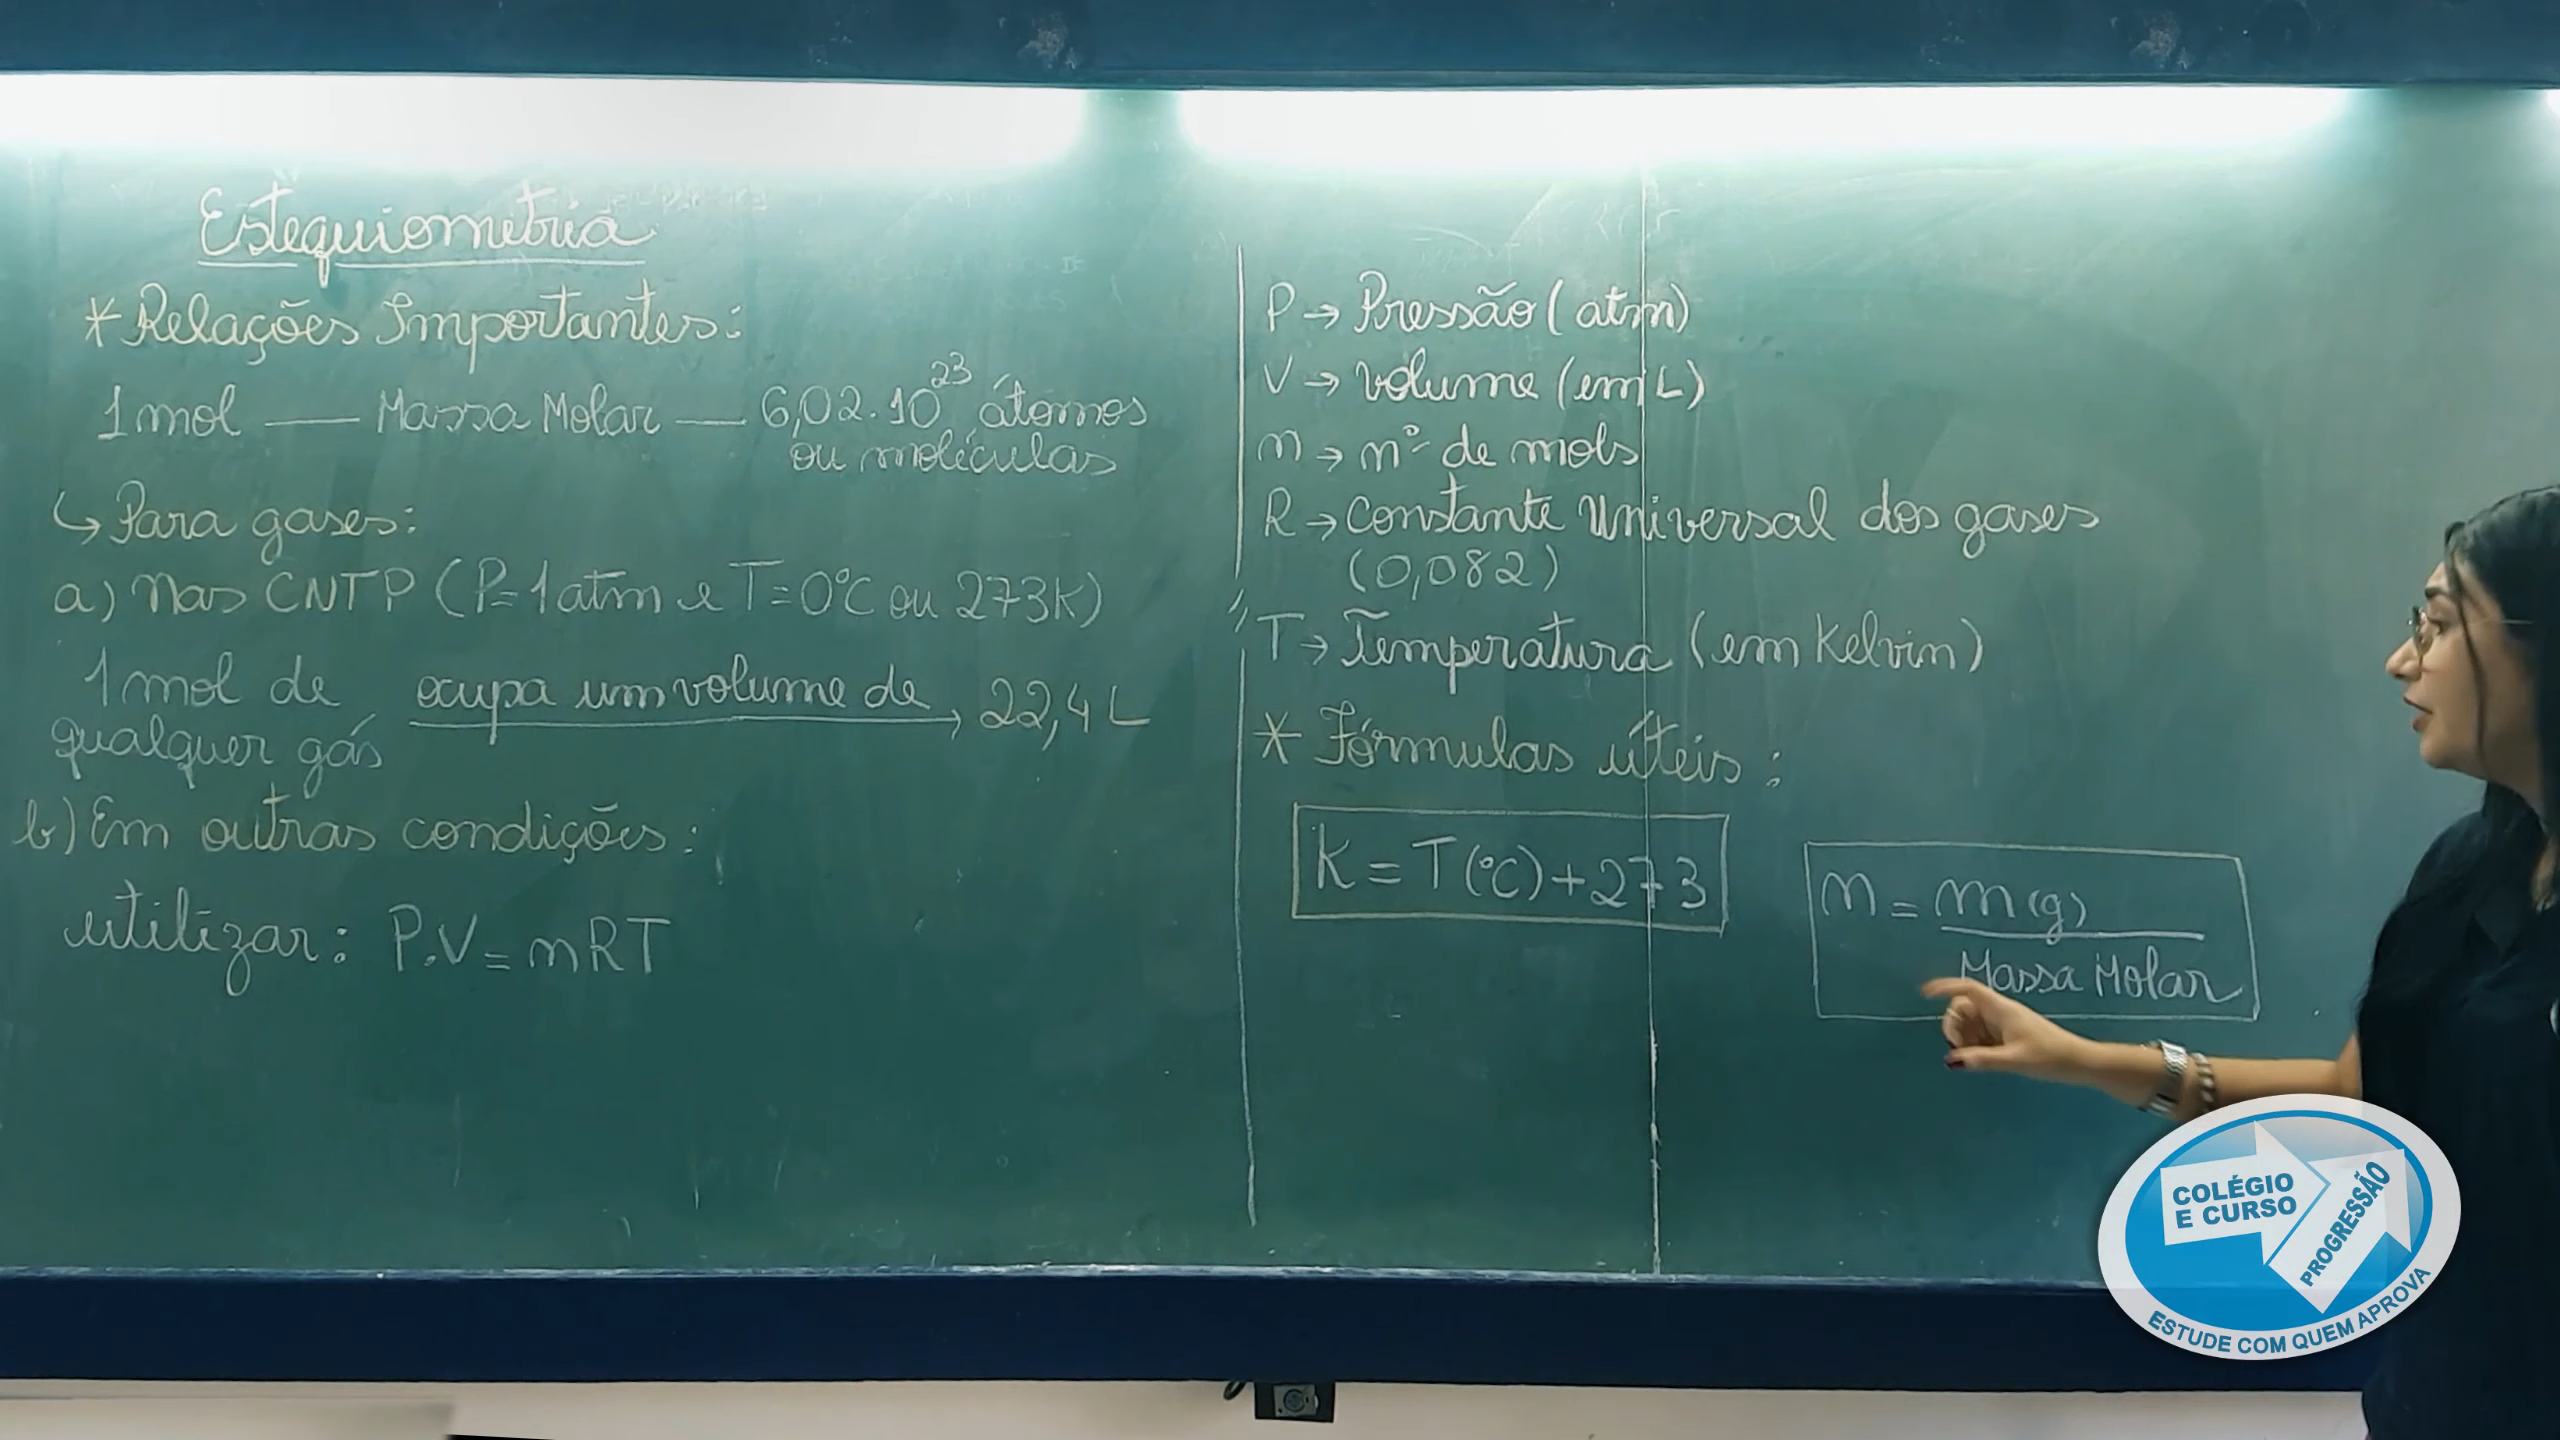 Estequiometria
* Relações Importantes:
1 mol — Massa Molar — 6,02.10²³ átomos
ou moléculas
↳ Para gases:
a) Nas CNTP (P=1 atm e T=0°C ou 273K)
1 mol de qualquer gás ocupa um volume de → 22,4 L
b) Em outras condições:
utilizar: P.V = nRT
P → Pressão (atm)
V → volume (em L)
n → nº de mols
R → constante Universal dos gases
(0,082)
T → Temperatura (em Kelvin)
* Fórmulas úteis:
K = T(°C) + 273
n = m(g)
Massa Molar
COLÉGIO
E CURSO
PROGRESSÃO
ESTUDE COM QUEM APROVA